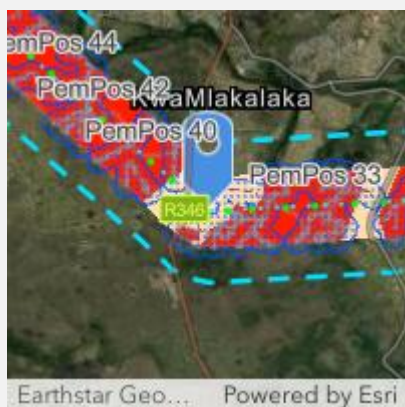 PemPos 44
PemPos 42
KwaMlakalaka
PemPos 40
PemPos 33
R346
Earthstar Geo... Powered by Esri